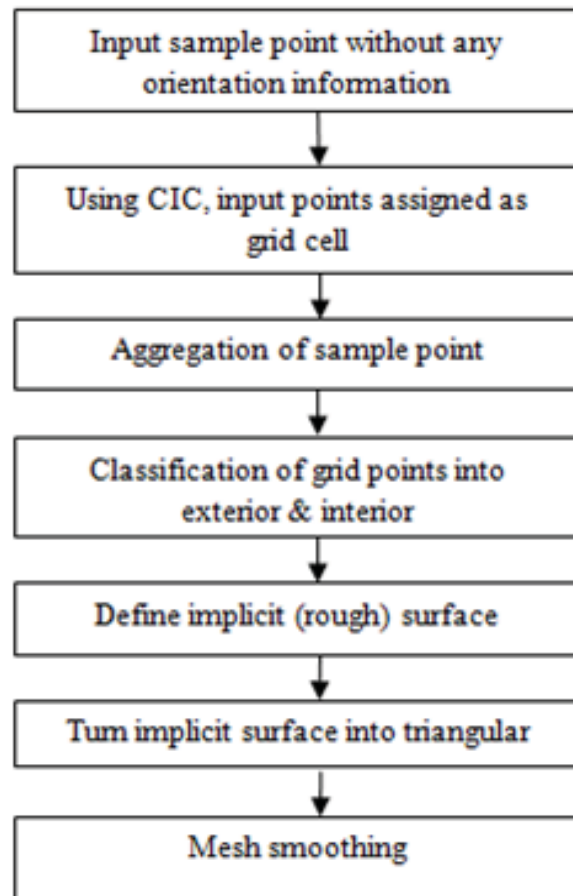 Input sample point without any
orientation information
Using CIC, input points assigned as
grid cell
Aggregation of sample point
Classification of grid points into
exterior & interior
Define implicit (rough) surface
Turn implicit surface into triangular
Mesh smoothing